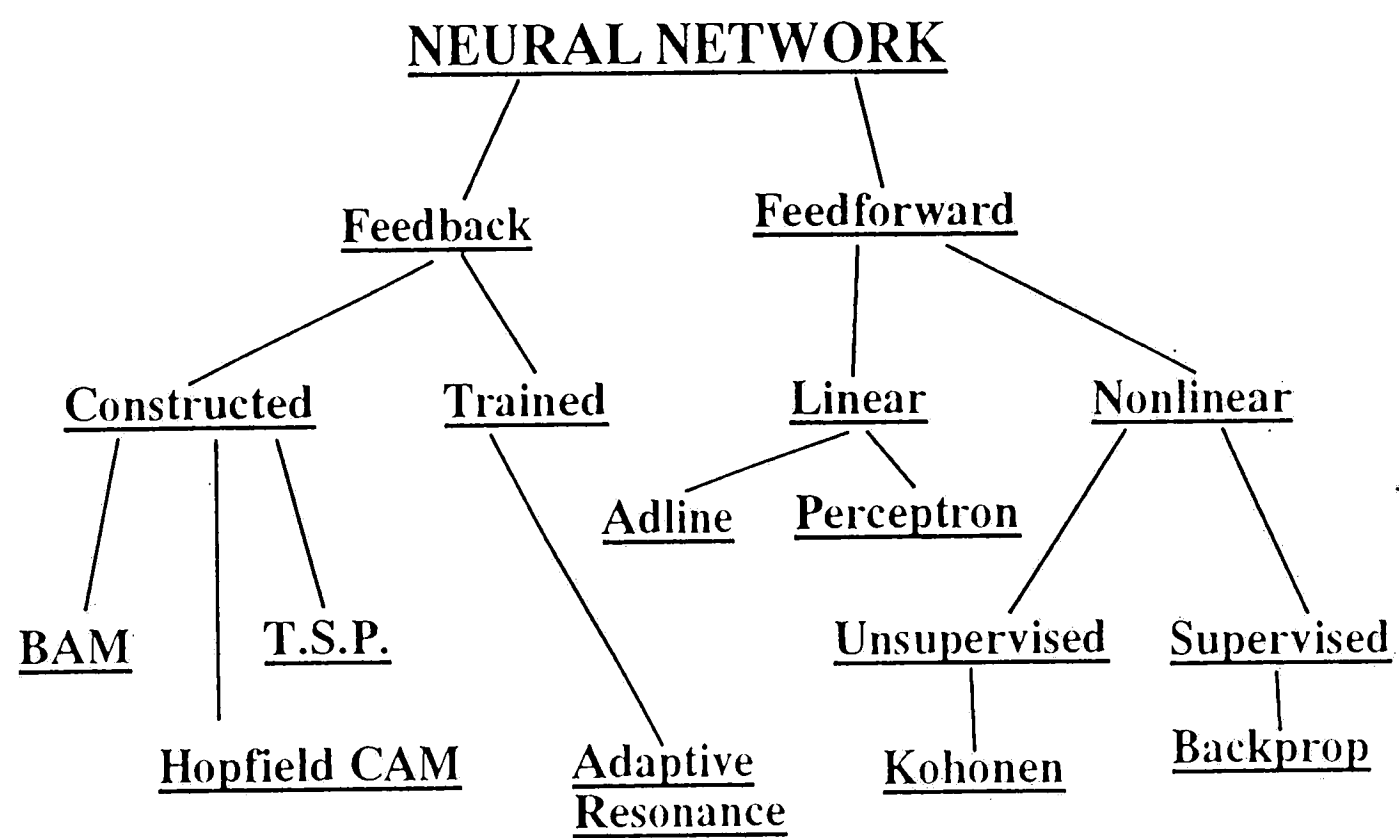 NEURAL NETWORK
Feedback
Feedforward
Constructed
Trained
Linear
Nonlinear
Adline
Perceptron
BAM
T.S.P.
Unsupervised
Supervised
Hopfield CAM
Adaptive
Resonance
Kohonen
Backprop